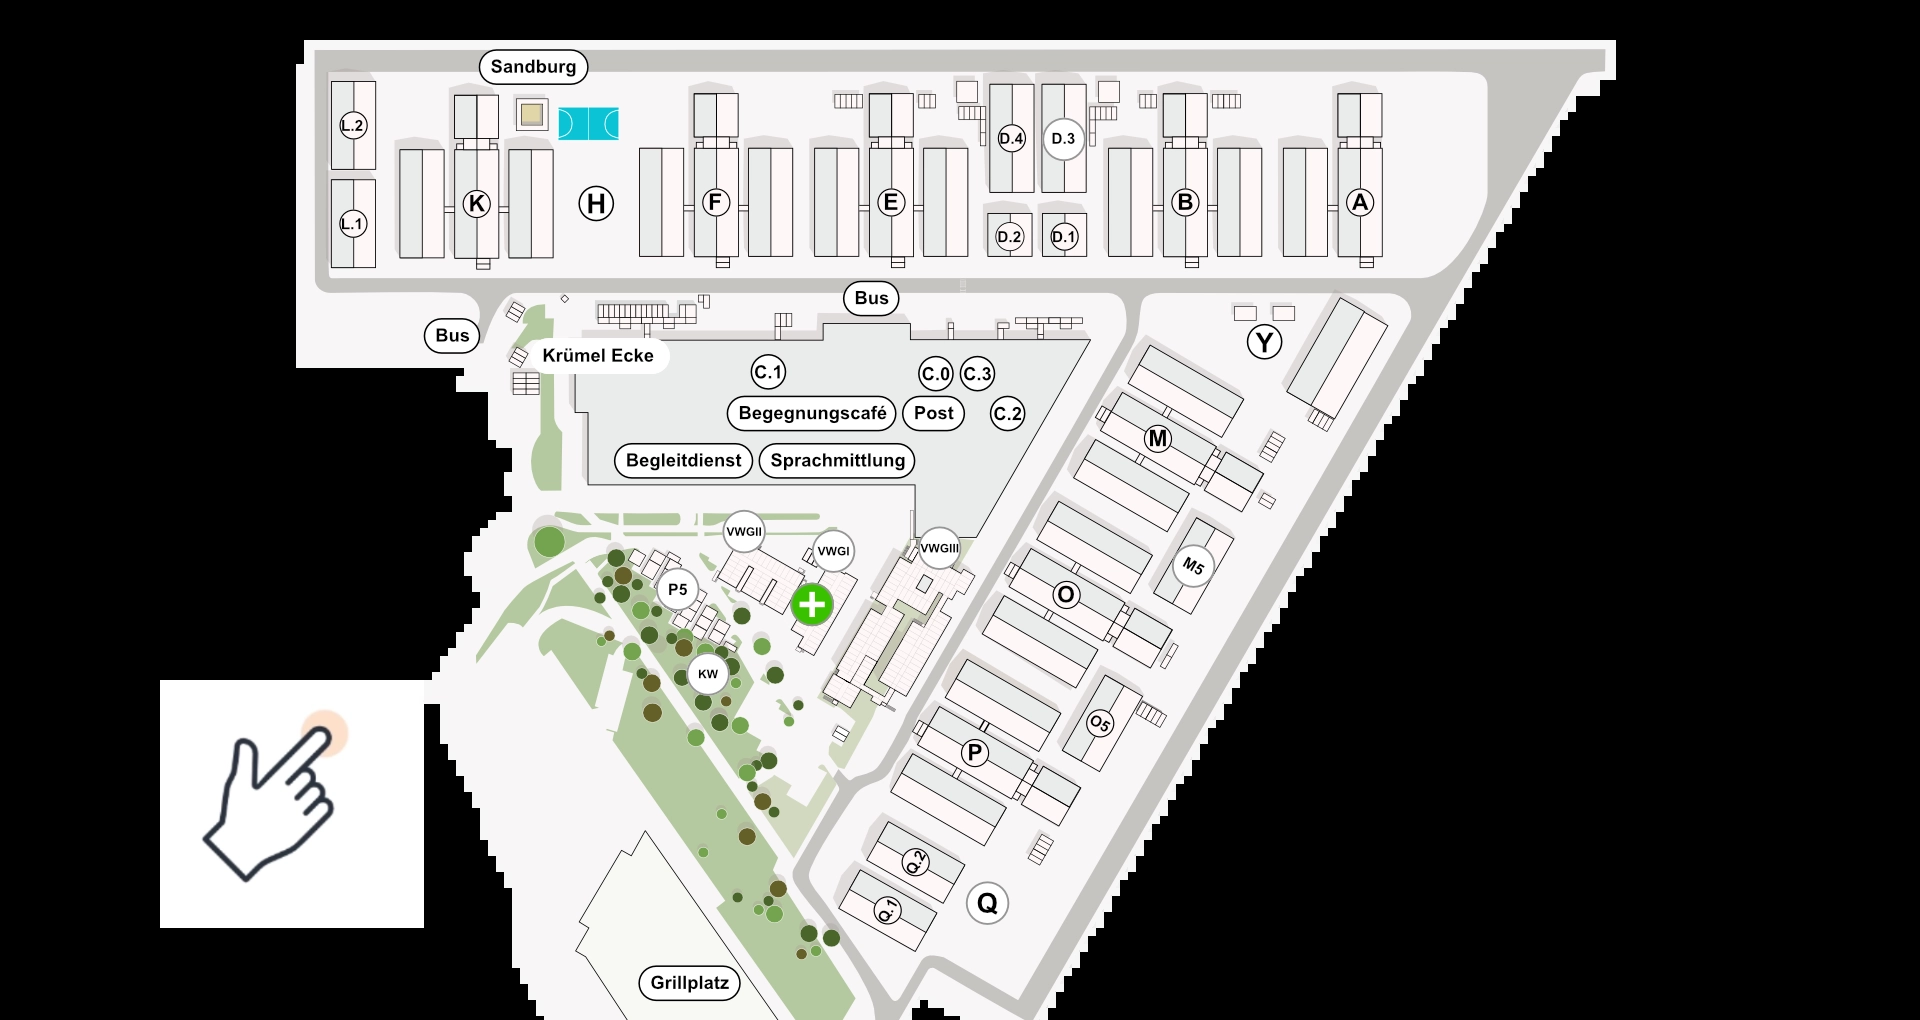 Sandburg
L.2
D.4
D.3
K
H
F
E
B
A
L.1
D.2
D.1
Bus
Bus
Y
Krümel Ecke
C.1
C.0
C.3
Begegnungscafé
Post
C.2
M
Begleitdienst
Sprachmittlung
VWGII
VWGI
VWGIII
M5
P5
O
KW
O5
P
Q.2
Q.1
Q
Grillplatz